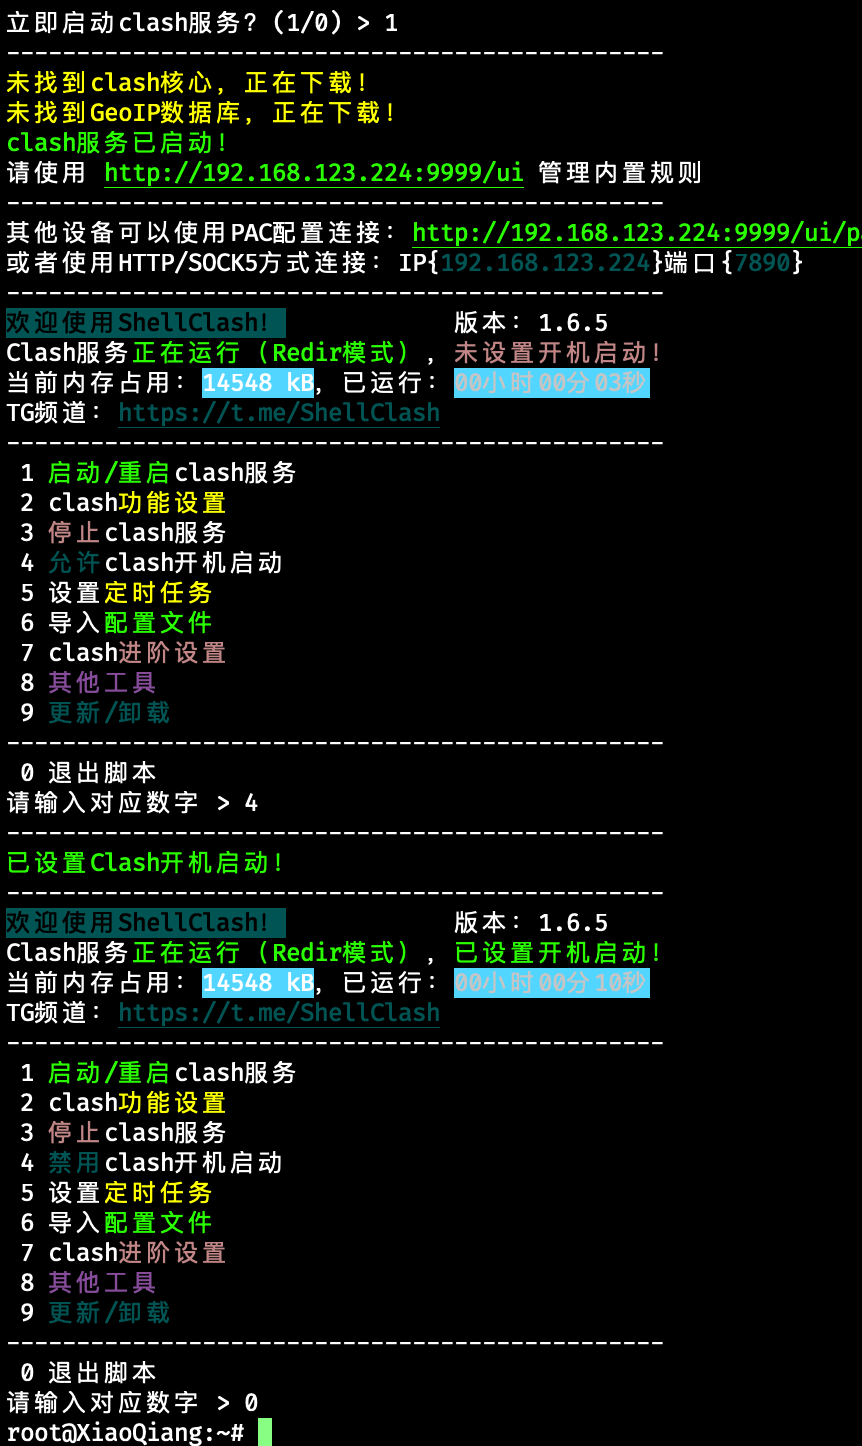 立即启动clash服务？(1/0) > 1
-----------------------------------------------
未找到clash核心，正在下载！
未找到GeoIP数据库，正在下载！
clash服务已启动！
请使用 http://192.168.123.224:9999/ui 管理内置规则
-----------------------------------------------
其他设备可以使用PAC配置连接：http://192.168.123.224:9999/ui/p
或者使用HTTP/SOCK5方式连接：IP{192.168.123.224}端口{7890}
-----------------------------------------------
欢迎使用ShellClash！ 版本：1.6.5
Clash服务正在运行（Redir模式），未设置开机启动！
当前内存占用：14548 kB，已运行：00小时00分03秒
TG频道：https://t.me/ShellClash
-----------------------------------------------
1 启动/重启clash服务
2 clash功能设置
3 停止clash服务
4 允许clash开机启动
5 设置定时任务
6 导入配置文件
7 clash进阶设置
8 其他工具
9 更新/卸载
-----------------------------------------------
0 退出脚本
请输入对应数字 > 4
-----------------------------------------------
已设置Clash开机启动！
-----------------------------------------------
欢迎使用ShellClash！ 版本：1.6.5
Clash服务正在运行（Redir模式），已设置开机启动！
当前内存占用：14548 kB，已运行：00小时00分10秒
TG频道：https://t.me/ShellClash
-----------------------------------------------
1 启动/重启clash服务
2 clash功能设置
3 停止clash服务
4 禁用clash开机启动
5 设置定时任务
6 导入配置文件
7 clash进阶设置
8 其他工具
9 更新/卸载
-----------------------------------------------
0 退出脚本
请输入对应数字 > 0
root@XiaoQiang:~#